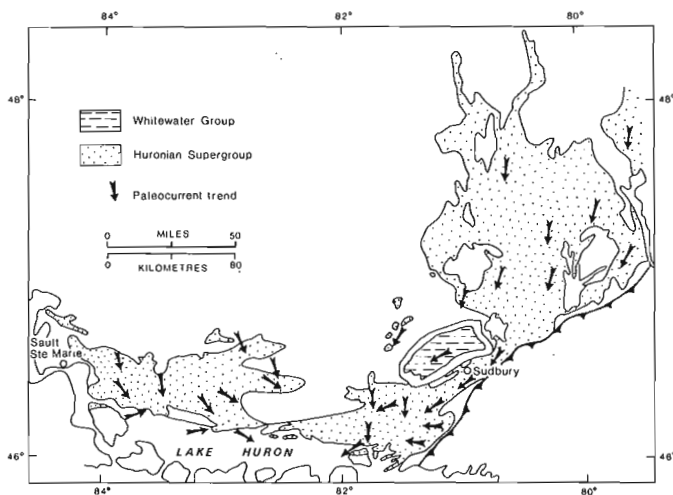 84°
82°
80°
48°
48°
Whitewater Group
Huronian Supergroup
Paleocurrent trend
MILES
0 50
0 80
KILOMETRES
Sault
Ste Marie
Sudbury
LAKE HURON
46°
46°
84°
82°
80°